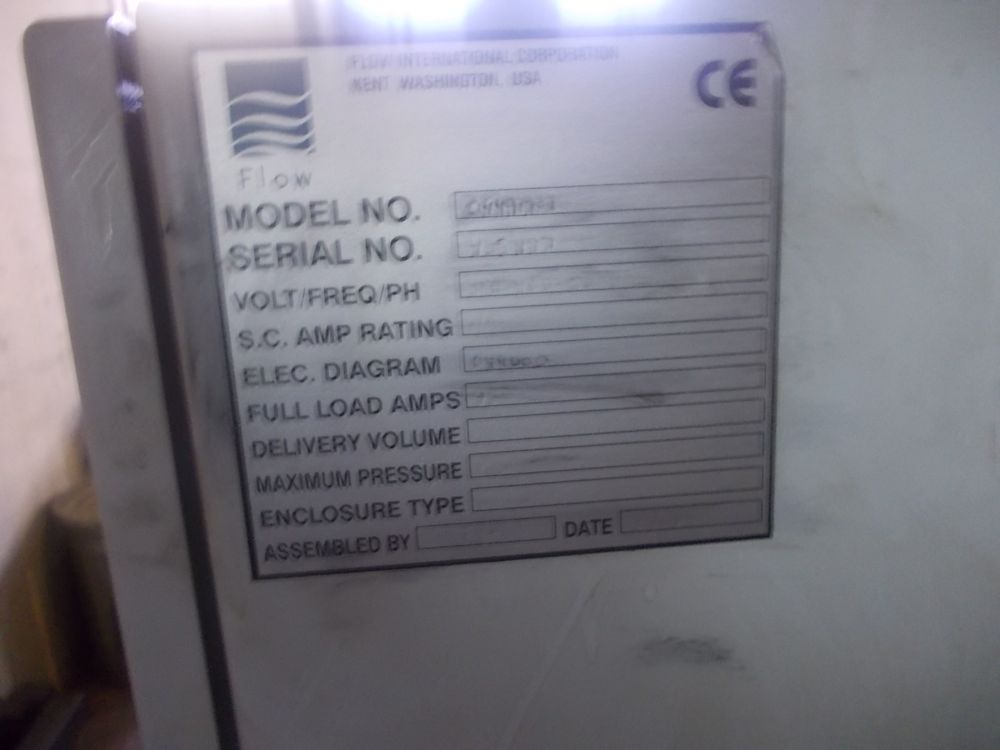 FLOW INTERNATIONAL CORPORATION
KENT WASHINGTON, USA
CE
Flow
MODEL NO.
SERIAL NO.
VOLT/FREQ/PH
S.C. AMP RATING
ELEC. DIAGRAM
FULL LOAD AMPS
DELIVERY VOLUME
MAXIMUM PRESSURE
ENCLOSURE TYPE
ASSEMBLED BY DATE